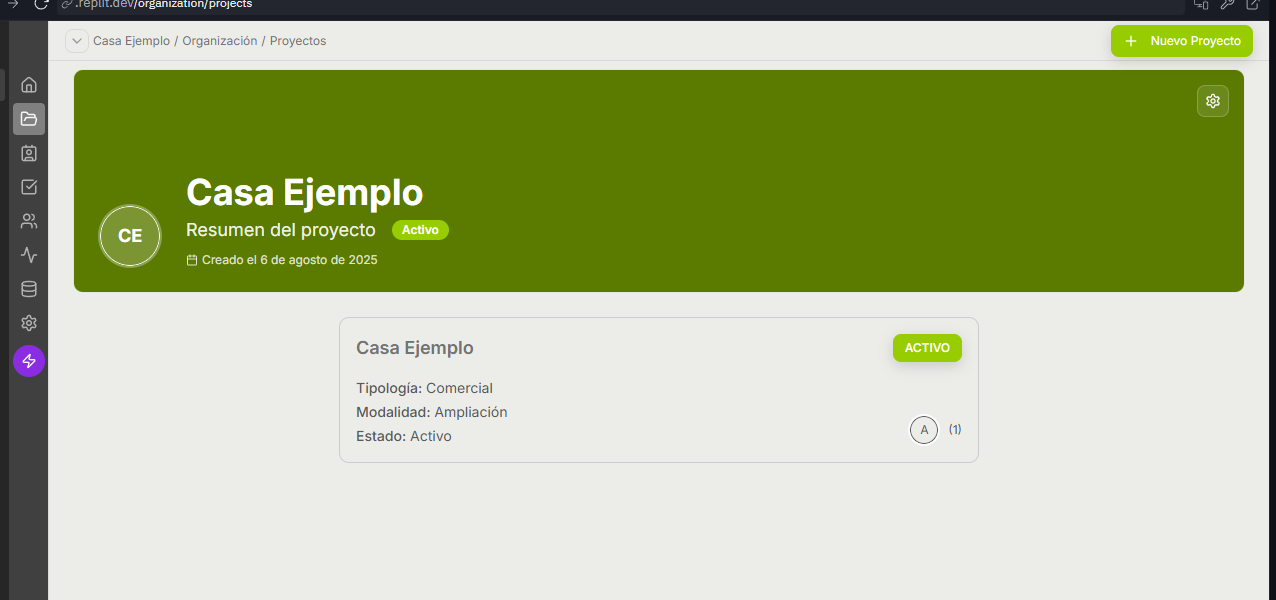 .replit.dev/organization/projects
Casa Ejemplo / Organización / Proyectos
+ Nuevo Proyecto
Casa Ejemplo
CE
Resumen del proyecto Activo
Creado el 6 de agosto de 2025
Casa Ejemplo
ACTIVO
Tipología: Comercial
Modalidad: Ampliación
Estado: Activo
A (1)